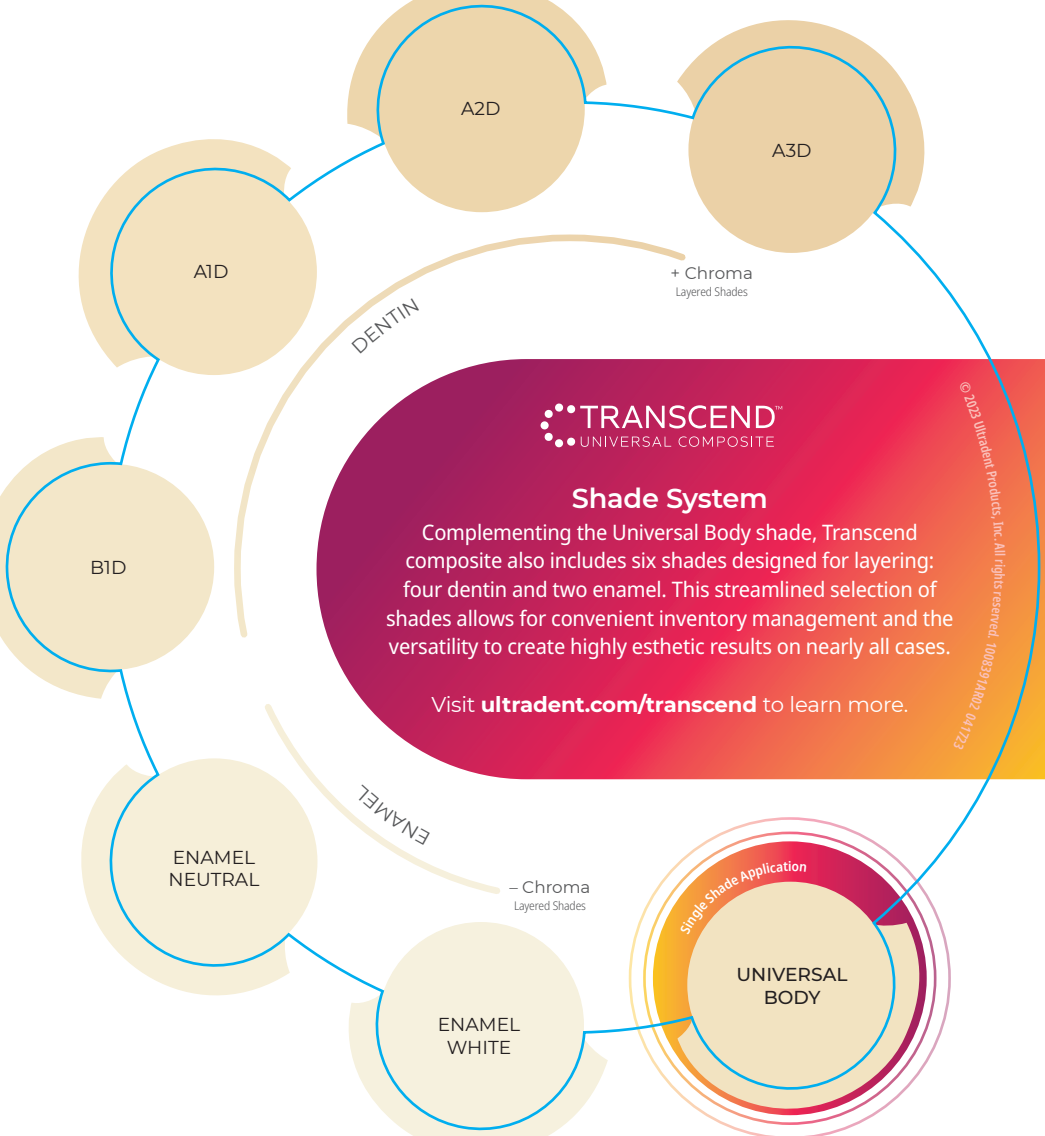 A2D
A3D
A1D
+ Chroma
Layered Shades
DENTIN
TRANSCEND™
UNIVERSAL COMPOSITE
Shade System
Complementing the Universal Body shade, Transcend
composite also includes six shades designed for layering:
four dentin and two enamel. This streamlined selection of
shades allows for convenient inventory management and the
versatility to create highly esthetic results on nearly all cases.
Visit ultradent.com/transcend to learn more.
© 2023 Ultradent Products, Inc. All rights reserved. 1008391AR02 041723
B1D
ENAMEL
ENAMEL
NEUTRAL
– Chroma
Layered Shades
Single Shade Application
UNIVERSAL
BODY
ENAMEL
WHITE